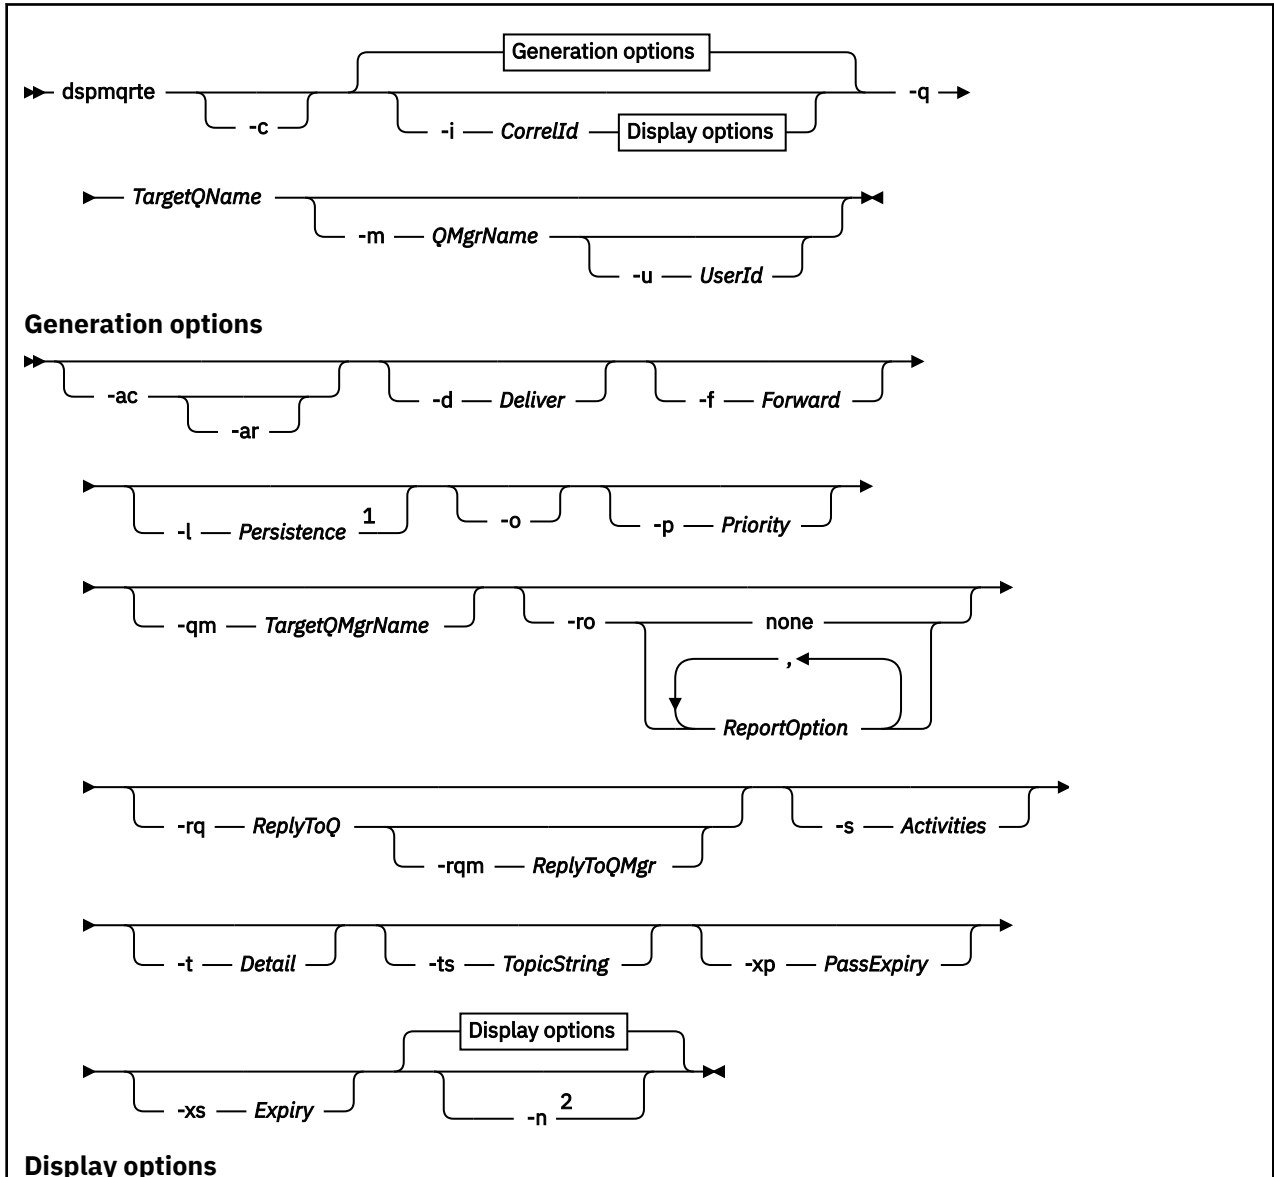 Generation options
dspmqrte -c -i CorrelId Display options -q
TargetQName -m QMgrName -u UserId
Generation options
-ac -ar -d Deliver -f Forward
-l Persistence 1 -o -p Priority
-qm TargetQMgrName -ro none
,
ReportOption
-rq ReplyToQ -rqm ReplyToQMgr -s Activities
-t Detail -ts TopicString -xp PassExpiry
Display options
-xs Expiry -n 2
Display options